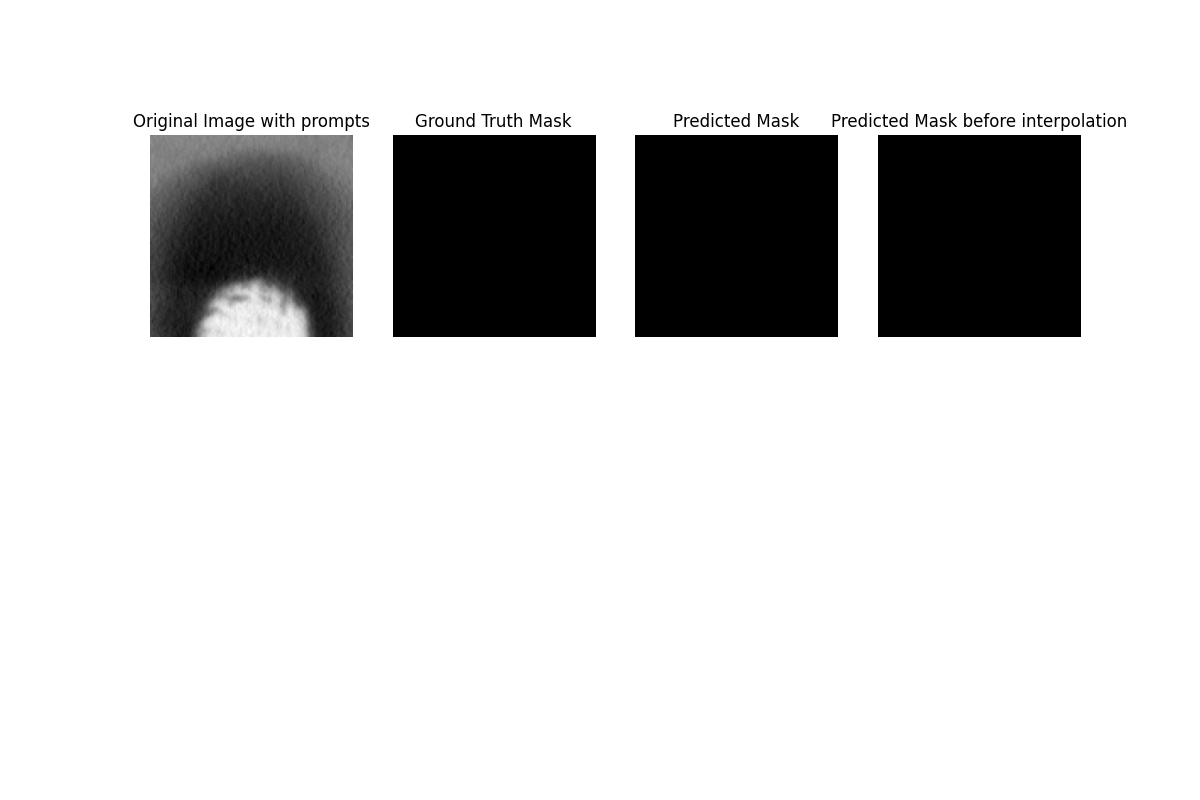 Original Image with prompts
Ground Truth Mask
Predicted Mask
Predicted Mask before interpolation